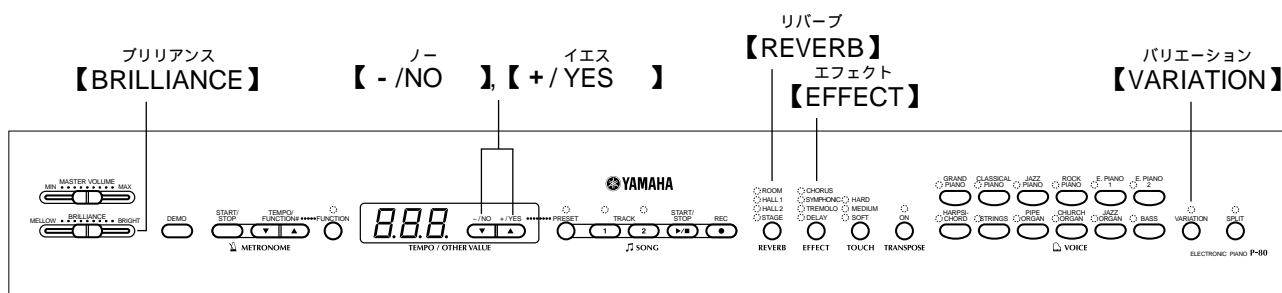 リバーブ
【REVERB】
ブリリアンス
【BRILLIANCE】
ノー イエス
【 - /NO 】,【 +/ YES 】
エフェクト
【EFFECT】
バリエーション
【VARIATION】
MASTER VOLUME
MIN MAX
BRILLIANCE
MELLOW BRIGHT
DEMO
START/
STOP
TEMPO/
FUNCTION# FUNCTION
METRONOME
8.8.8.
-/NO +/YES
TEMPO / OTHER VALUE
YAMAHA
PRESET
TRACK
1 2
START/
STOP
REC
SONG
ROOM
HALL 1
HALL 2
STAGE
REVERB
CHORUS
SYMPHONIC
TREMOLO
DELAY
EFFECT
HARD
MEDIUM
SOFT
TOUCH
ON
TRANSPOSE
GRAND
PIANO
CLASSICAL
PIANO
JAZZ
PIANO
ROCK
PIANO
E. PIANO
1
E. PIANO
2
HARPSI-
CHORD
STRINGS
PIPE
ORGAN
CHURCH
ORGAN
JAZZ
ORGAN
BASS
VOICE
VARIATION
SPLIT
ELECTRONIC PIANO P-80